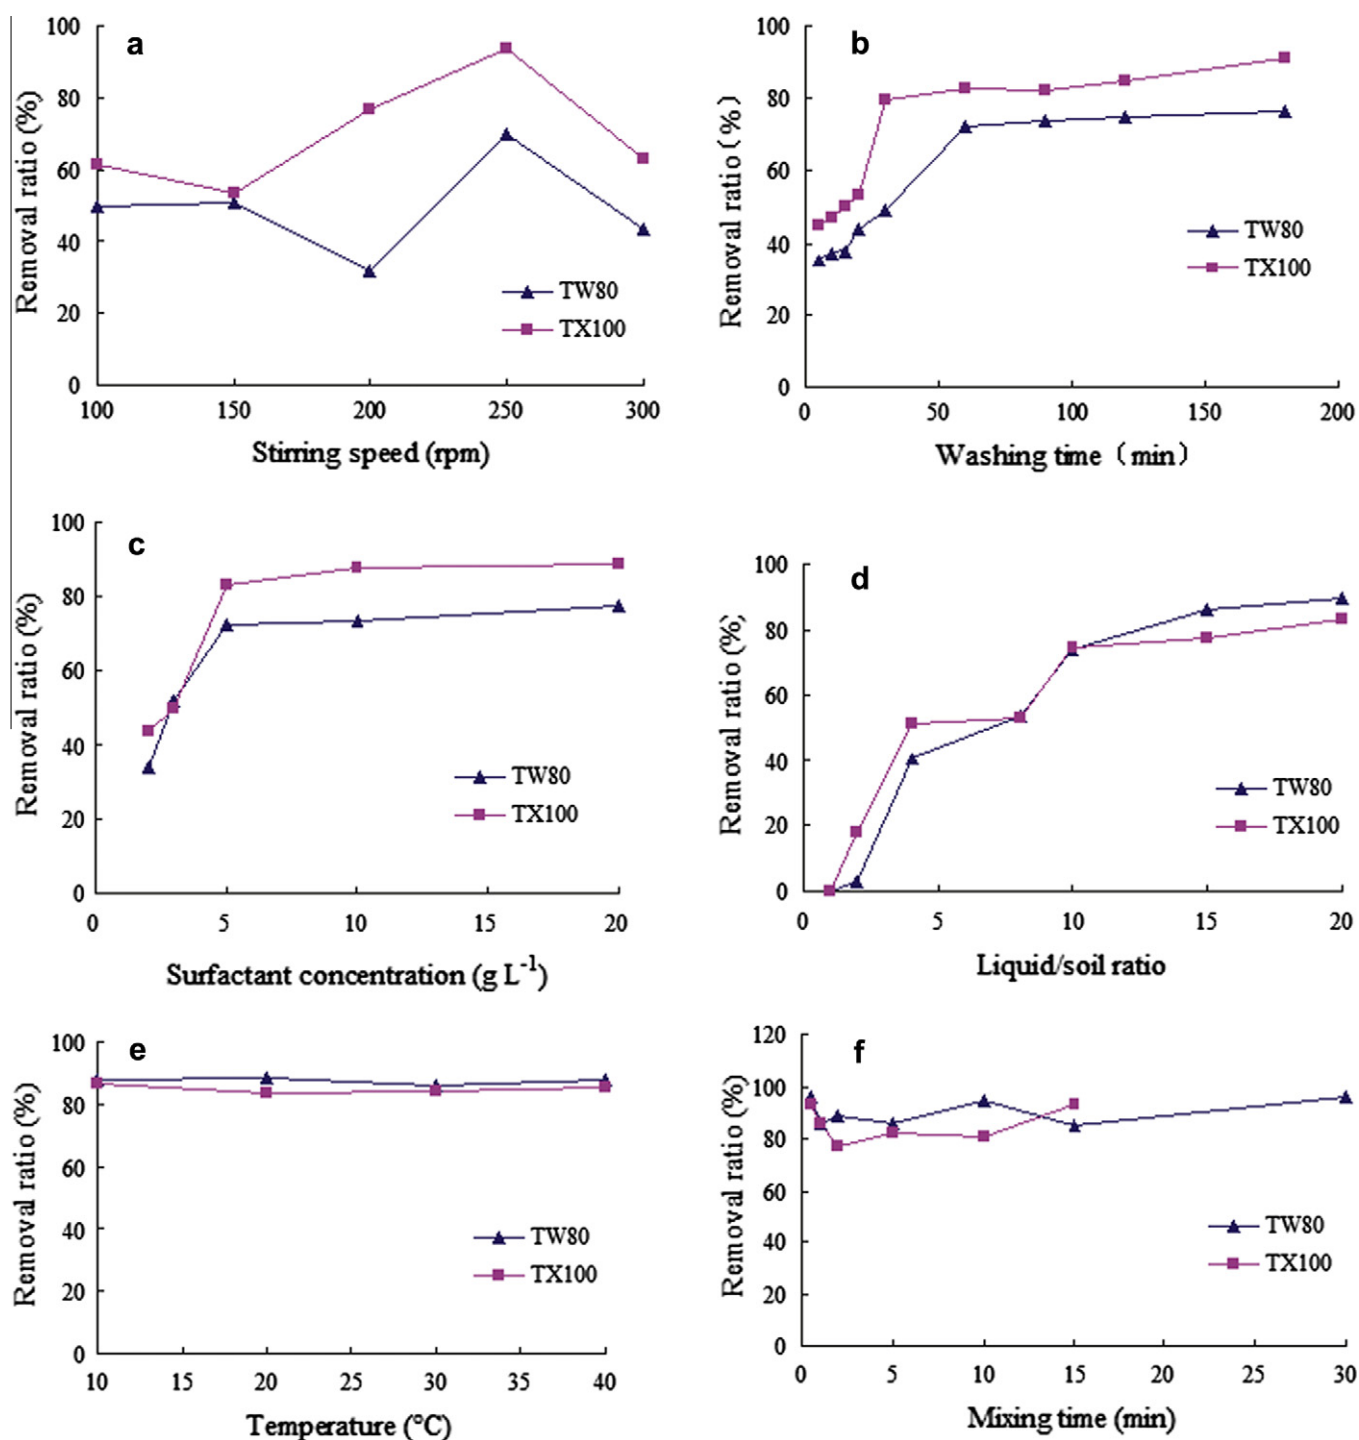 a
Removal ratio (%)
100
80
60
40
20
0
TW80
TX100
100 150 200 250 300
Stirring speed (rpm)
b
Removal ratio (%)
100
80
60
40
20
0
TW80
TX100
0 50 100 150 200
Washing time (min)
c
Removal ratio (%)
100
80
60
40
20
0
TW80
TX100
0 5 10 15 20
Surfactant concentration (g L⁻¹)
d
Removal ratio (%)
100
80
60
40
20
0
TW80
TX100
0 5 10 15 20
Liquid/soil ratio
e
Removal ratio (%)
100
80
60
40
20
0
TW80
TX100
10 15 20 25 30 35 40
Temperature (°C)
f
Removal ratio (%)
120
100
80
60
40
20
0
TW80
TX100
0 5 10 15 20 25 30
Mixing time (min)